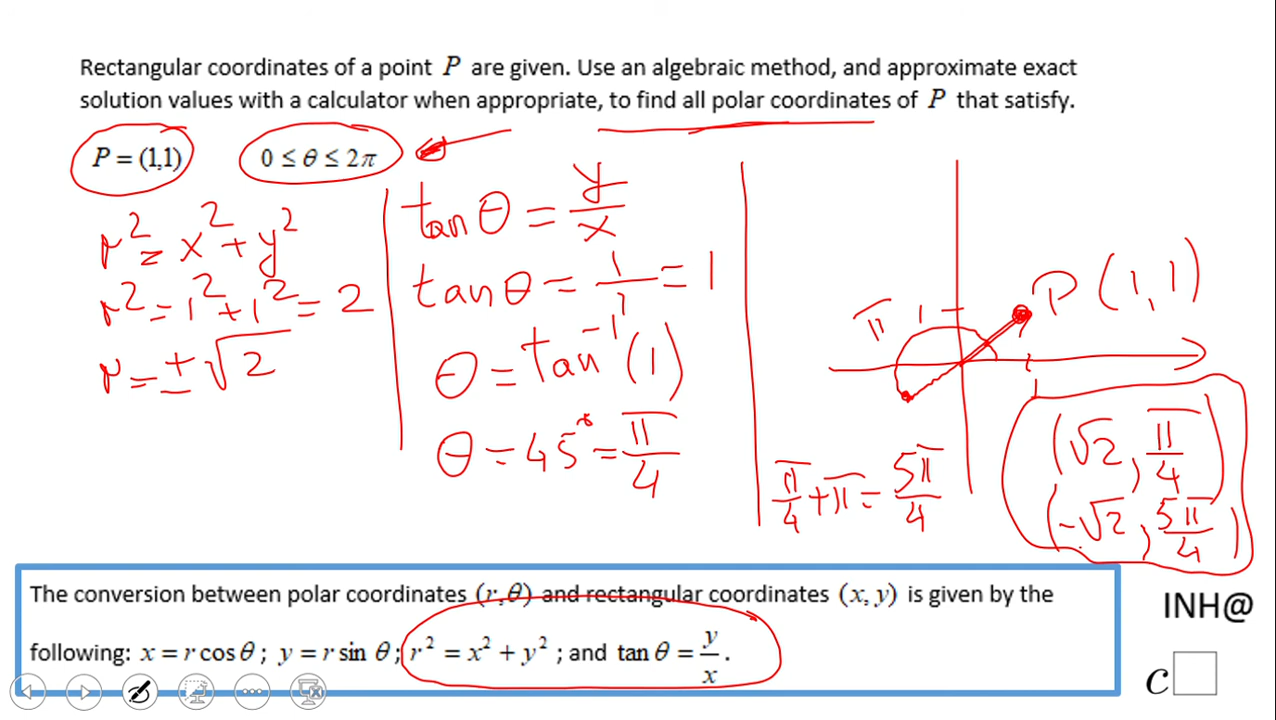 Rectangular coordinates of a point P are given. Use an algebraic method, and approximate exact
solution values with a calculator when appropriate, to find all polar coordinates of P that satisfy.
P = (1,1)
0 ≤ θ ≤ 2π
r² = x² + y²
r² = 1² + 1² = 2
r = ±√2
tan θ = y/x
tan θ = 1/1 = 1
θ = tan⁻¹(1)
θ = 45° = π/4
π
1
P(1,1)
1
π/4 + π = 5π/4
(√2, π/4)
(-√2, 5π/4)
The conversion between polar coordinates (r,θ) and rectangular coordinates (x, y) is given by the
following: x = r cos θ ; y = r sin θ ; r² = x² + y² ; and tan θ = y/x .
INH@
c